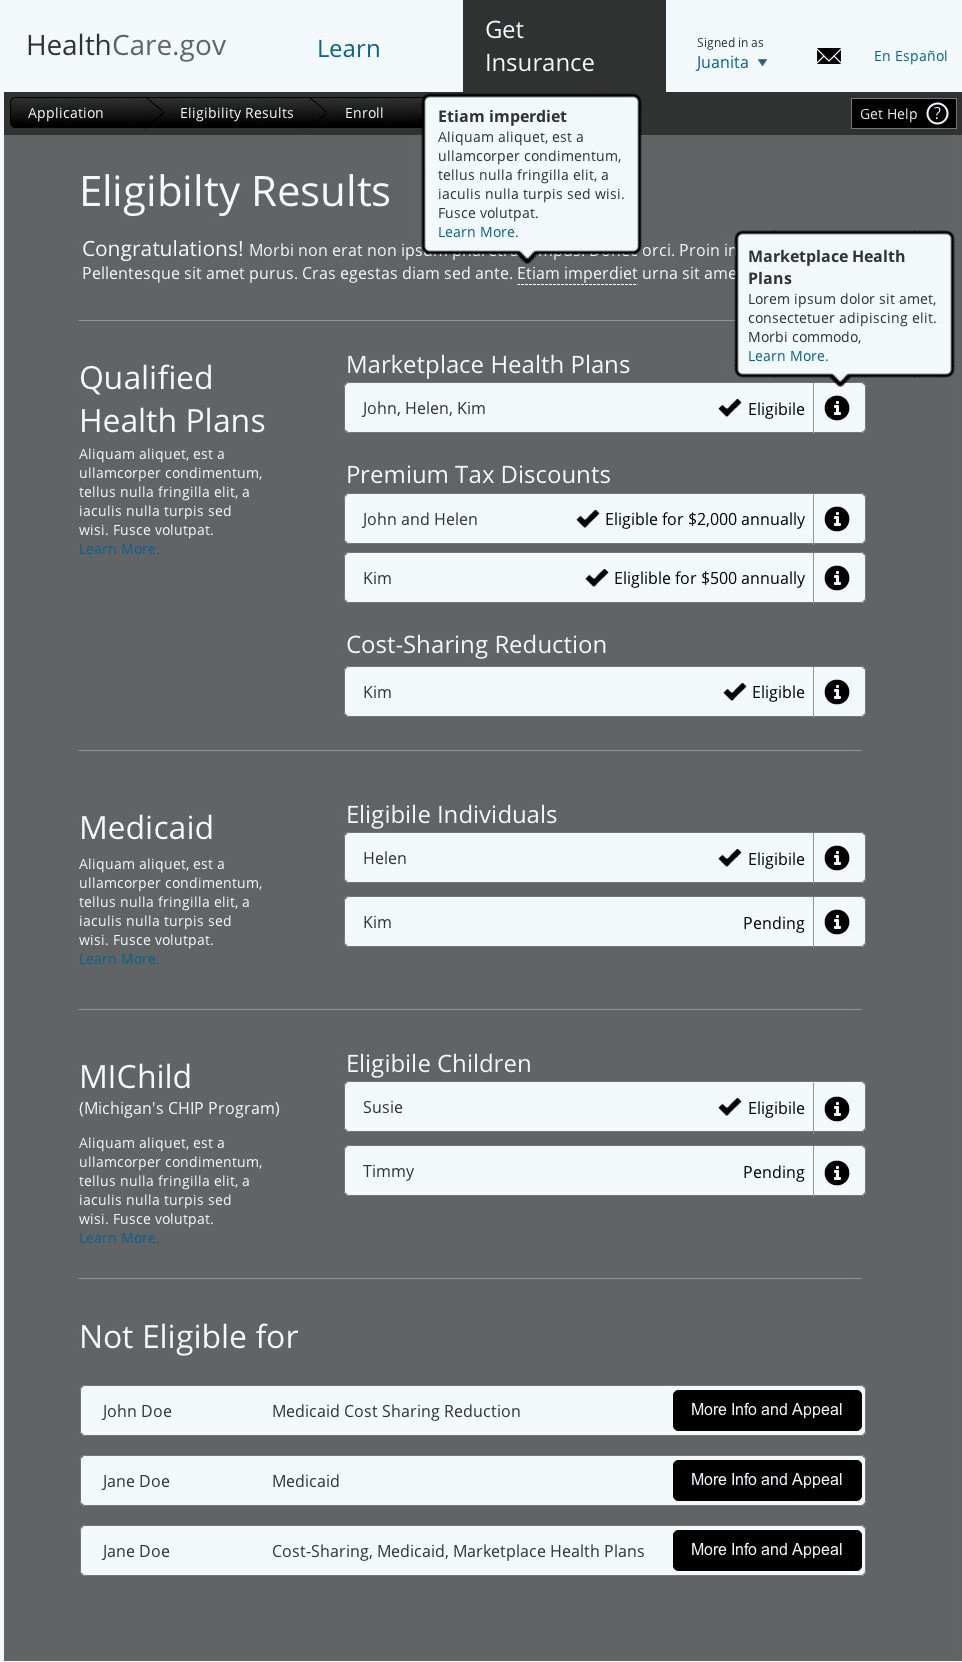 HealthCare.gov
Learn
Get
Insurance
Signed in as
Juanita
En Español
Application
Eligibility Results
Enroll
Get Help ?
Etiam imperdiet
Aliquam aliquet, est a
ullamcorper condimentum,
tellus nulla fringilla elit, a
iaculis nulla turpis sed wisi.
Fusce volutpat.
Learn More.
Eligibilty Results
Congratulations! Morbi non erat non orci. Proin
Pellentesque sit amet purus. Cras egestas diam sed ante. Etiam imperdiet urna sit
Marketplace Health
Plans
Lorem ipsum dolor sit amet,
consectetuer adipiscing elit.
Morbi commodo,
Learn More.
Qualified
Health Plans
Aliquam aliquet, est a
ullamcorper condimentum,
tellus nulla fringilla elit, a
iaculis nulla turpis sed
wisi. Fusce volutpat.
Learn More.
Marketplace Health Plans
John, Helen, Kim Eligibile
Premium Tax Discounts
John and Helen Eligible for $2,000 annually
Kim Eliglible for $500 annually
Cost-Sharing Reduction
Kim Eligible
Medicaid
Aliquam aliquet, est a
ullamcorper condimentum,
tellus nulla fringilla elit, a
iaculis nulla turpis sed
wisi. Fusce volutpat.
Learn More.
Eligibile Individuals
Helen Eligibile
Kim Pending
MIChild
(Michigan's CHIP Program)
Aliquam aliquet, est a
ullamcorper condimentum,
tellus nulla fringilla elit, a
iaculis nulla turpis sed
wisi. Fusce volutpat.
Learn More.
Eligibile Children
Susie Eligibile
Timmy Pending
Not Eligible for
John Doe Medicaid Cost Sharing Reduction More Info and Appeal
Jane Doe Medicaid More Info and Appeal
Jane Doe Cost-Sharing, Medicaid, Marketplace Health Plans More Info and Appeal